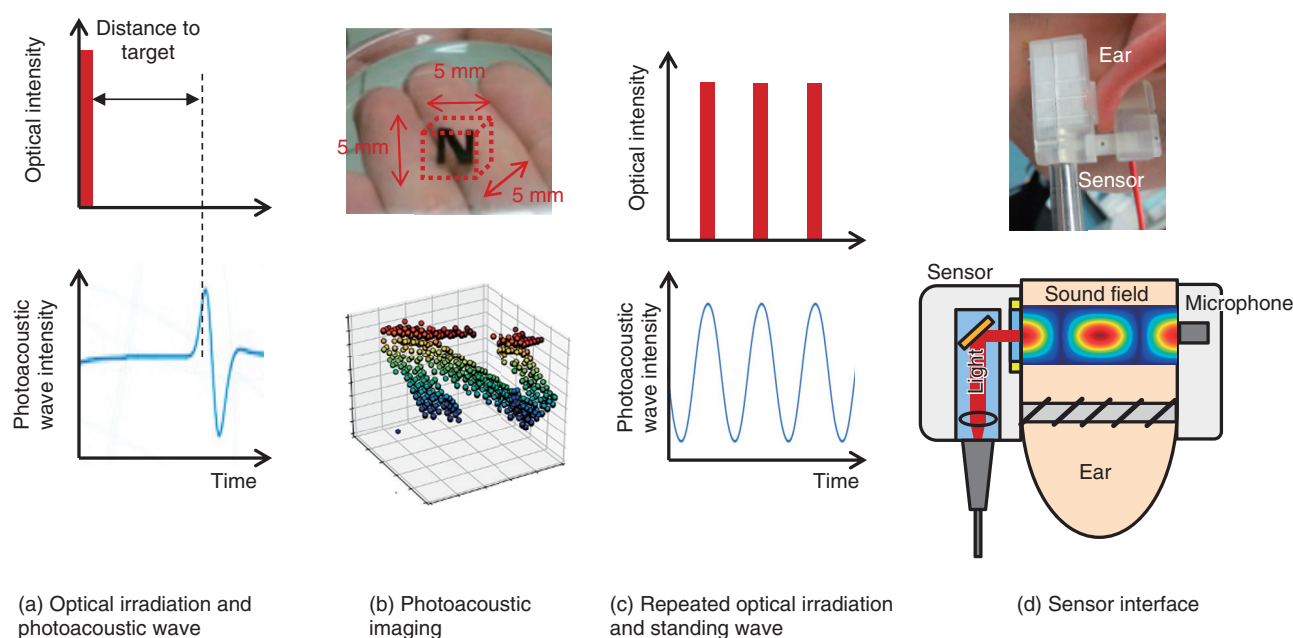 Distance to
target
Optical intensity
Photoacoustic
wave intensity
Time
(a) Optical irradiation and
photoacoustic wave
5 mm
5 mm
N
5 mm
(b) Photoacoustic
imaging
Optical intensity
Photoacoustic
wave intensity
Time
(c) Repeated optical irradiation
and standing wave
Ear
Sensor
Sensor
Sound field
Microphone
Light
Ear
(d) Sensor interface